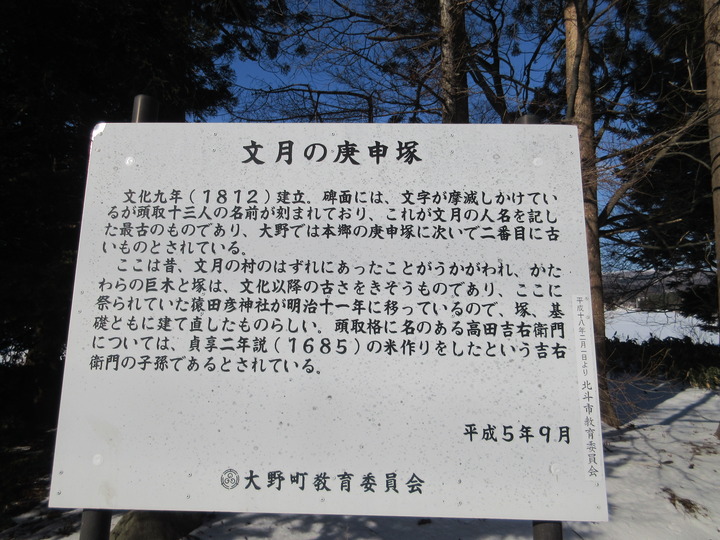 文月の庚申塚
文化九年(1812)建立。碑面には、文字が摩滅しかけてい
るが頭取十三人の名前が刻まれており、これが文月の人名を記し
た最古のものであり、大野では本郷の庚申塚に次いで二番目に古
いものとされている。
ここは昔、文月の村のはずれにあったことがうかがわれ、かた
わらの巨木と塚は、文化以降の古さをきそうものであり、ここに
祭られていた猿田彦神社が明治十一年に移っているので、塚、基
礎ともに建て直したものらしい。頭取格に名のある高田吉右衛門
については、貞享二年説(1685)の米作りをしたという吉右
衛門の子孫であるとされている。
平成5年9月
大野町教育委員会
平成十八年二月一日より 北斗市教育委員会